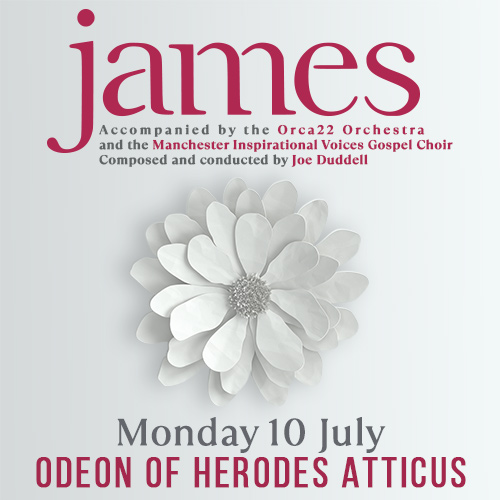 james
Accompanied by the Orca22 Orchestra
and the Manchester Inspirational Voices Gospel Choir
Composed and conducted by Joe Duddell
Monday 10 July
ODEON OF HERODES ATTICUS